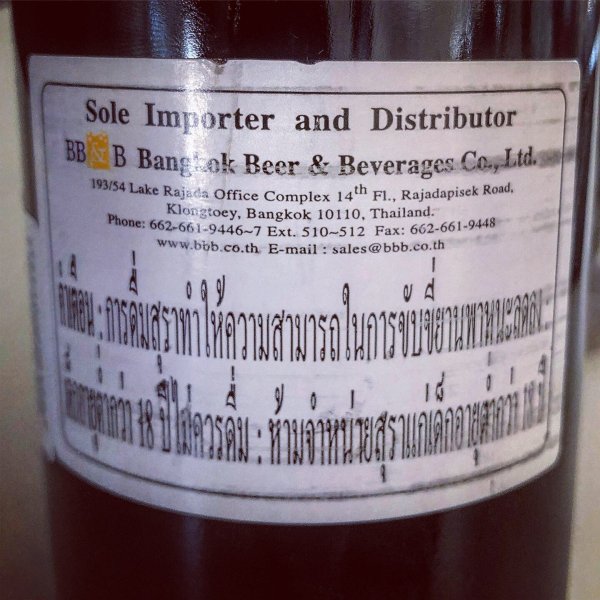 Sole Importer and Distributor
BB&B Bangkok Beer & Beverages Co., Ltd.
193/54 Lake Rajada Office Complex 14th Fl., Rajadapisek Road,
Klongtoey, Bangkok 10110, Thailand.
Phone: 662-661-9446~7 Ext. 510~512 Fax: 662-661-9448
www.bbb.co.th E-mail : sales@bbb.co.th
คำเตือน : การดื่มสุราทำให้ความสามารถในการขับขี่ยานพาหนะลดลง :
เด็กอายุต่ำกว่า 18 ปีไม่ควรดื่ม : ห้ามจำหน่ายสุราแก่เด็กอายุต่ำกว่า 18 ปี